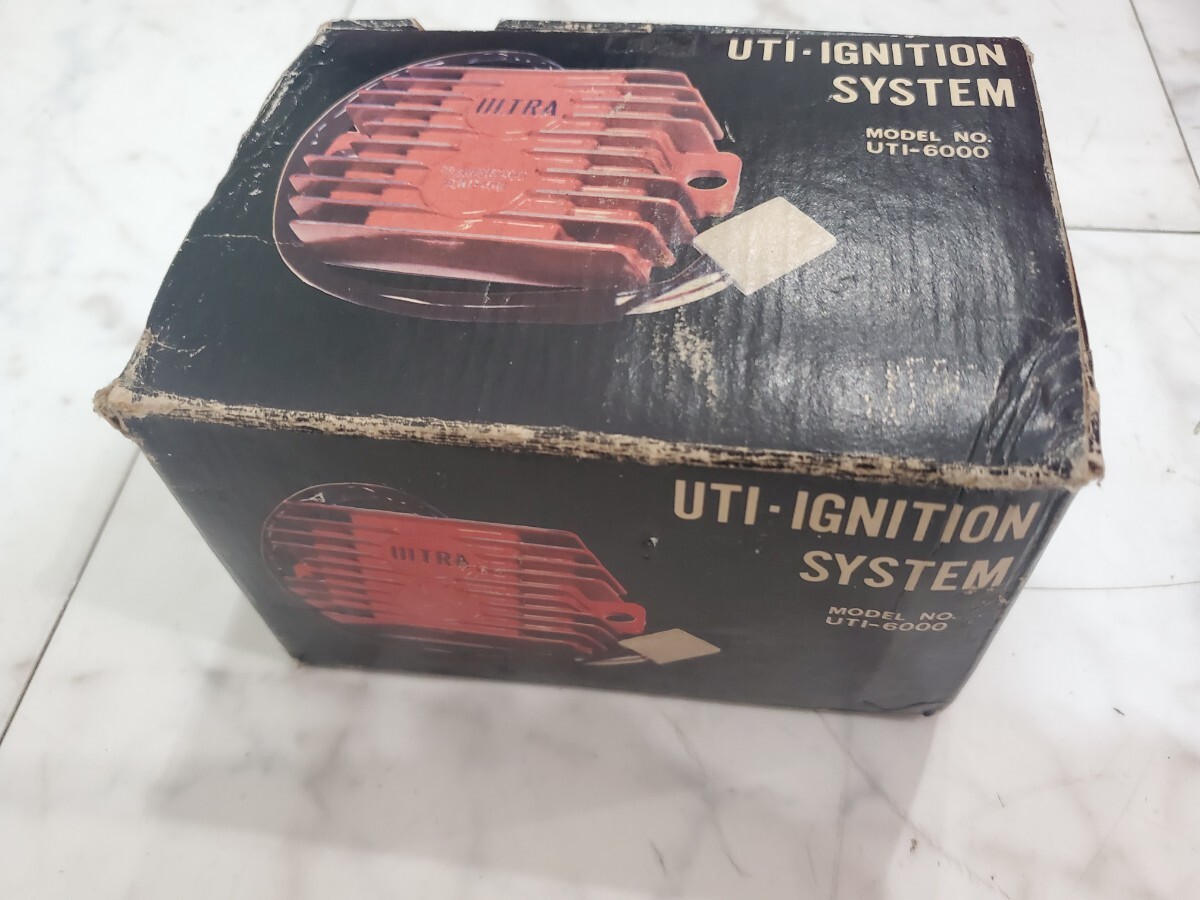 UTI-IGNITION
SYSTEM
MODEL NO.
UTI-6000
ULTRA
UTI-IGNITION
SYSTEM
MODEL NO.
UTI-6000
ULTRA